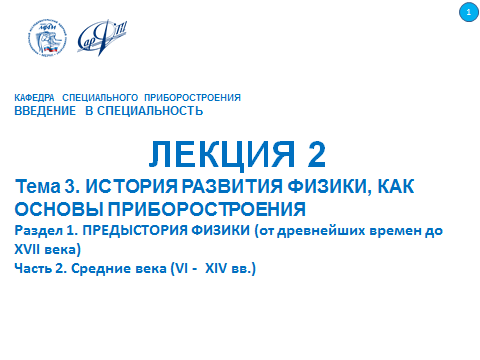 1
КАФЕДРА СПЕЦИАЛЬНОГО ПРИБОРОСТРОЕНИЯ
ВВЕДЕНИЕ В СПЕЦИАЛЬНОСТЬ
ЛЕКЦИЯ 2
Тема 3. ИСТОРИЯ РАЗВИТИЯ ФИЗИКИ, КАК
ОСНОВЫ ПРИБОРОСТРОЕНИЯ
Раздел 1. ПРЕДЫСТОРИЯ ФИЗИКИ (от древнейших времен до
XVII века)
Часть 2. Средние века (VI - XIV вв.)